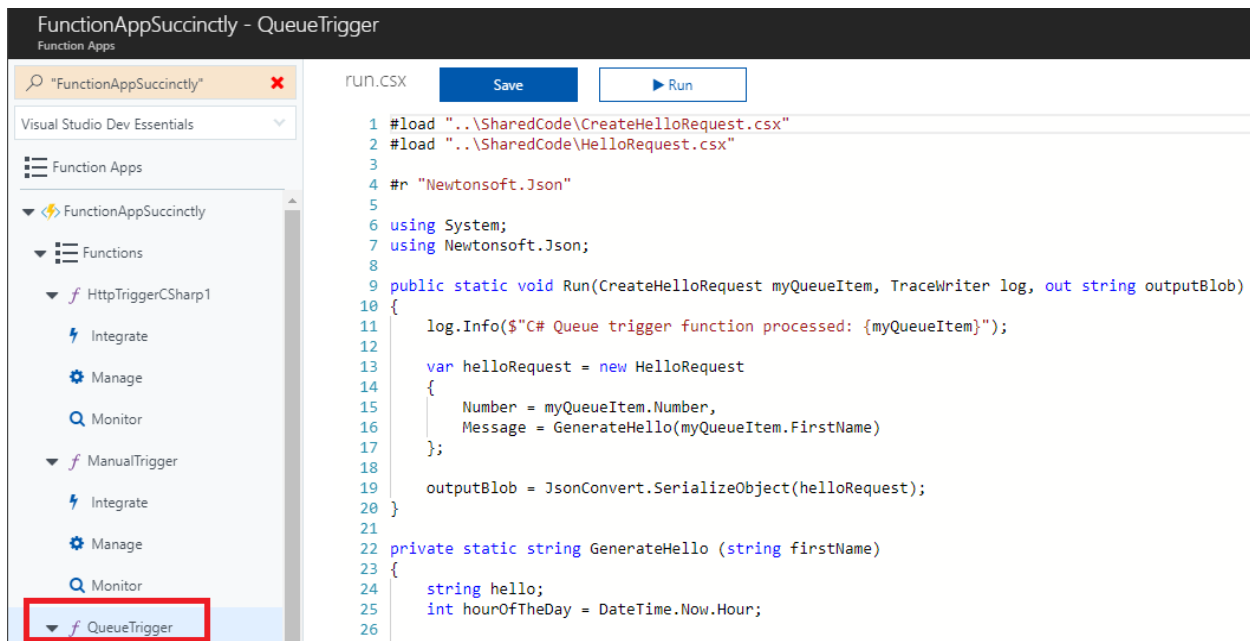 FunctionAppSuccinctly - QueueTrigger
Function Apps
"FunctionAppSuccinctly"
Visual Studio Dev Essentials
Function Apps
FunctionAppSuccinctly
Functions
HttpTriggerCSharp1
Integrate
Manage
Monitor
ManualTrigger
Integrate
Manage
Monitor
QueueTrigger
run.csx
Save
Run
1 #load "..\SharedCode\CreateHelloRequest.csx"
2 #load "..\SharedCode\HelloRequest.csx"
3
4 #r "Newtonsoft.Json"
5
6 using System;
7 using Newtonsoft.Json;
8
9 public static void Run(CreateHelloRequest myQueueItem, TraceWriter log, out string outputBlob)
10 {
11     log.Info($"C# Queue trigger function processed: {myQueueItem}");
12
13     var helloRequest = new HelloRequest
14     {
15         Number = myQueueItem.Number,
16         Message = GenerateHello(myQueueItem.FirstName)
17     };
18
19     outputBlob = JsonConvert.SerializeObject(helloRequest);
20 }
21
22 private static string GenerateHello (string firstName)
23 {
24     string hello;
25     int hourOfTheDay = DateTime.Now.Hour;
26